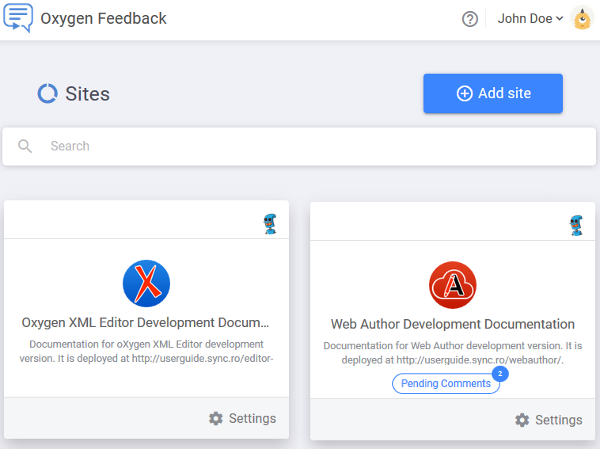 Oxygen Feedback
John Doe
Sites
Add site
Search
Oxygen XML Editor Development Docum...
Documentation for oXygen XML Editor development
version. It is deployed at http://userguide.sync.ro/editor-
Settings
Web Author Development Documentation
Documentation for Web Author development version. It is
deployed at http://userguide.sync.ro/webauthor/.
Pending Comments 2
Settings